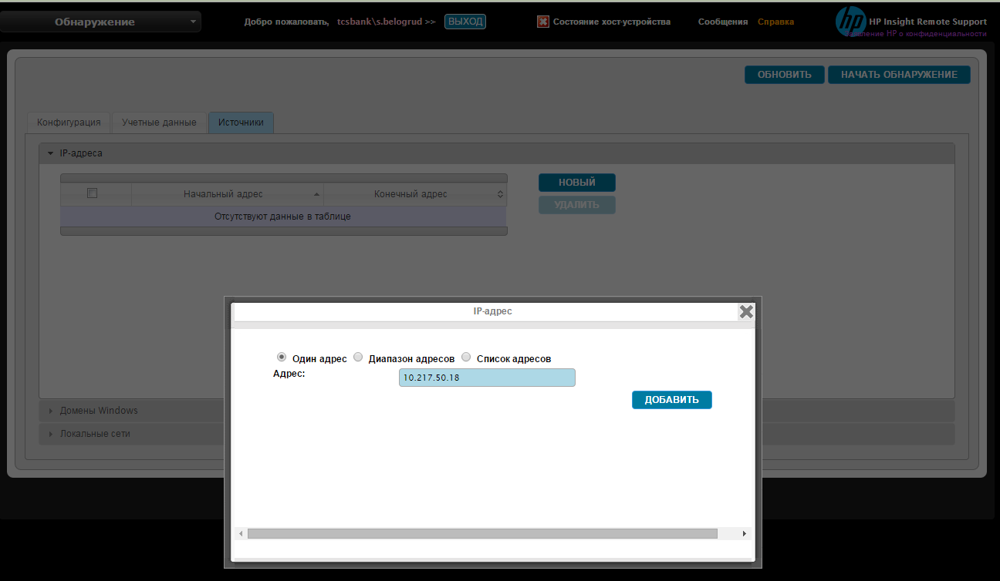 Обнаружение
Добро пожаловать, tcsbank\s.belogrud >> ВЫХОД
Состояние хост-устройства
Сообщения
Справка
hp
HP Insight Remote Support
ление HP о конфиденциальности
ОБНОВИТЬ
НАЧАТЬ ОБНАРУЖЕНИЕ
Конфигурация
Учетные данные
Источники
IP-адреса
Начальный адрес
Конечный адрес
Отсутствуют данные в таблице
НОВЫЙ
УДАЛИТЬ
IP-адрес
Один адрес
Диапазон адресов
Список адресов
Адрес:
10.217.50.18
ДОБАВИТЬ
Домены Windows
Локальные сети